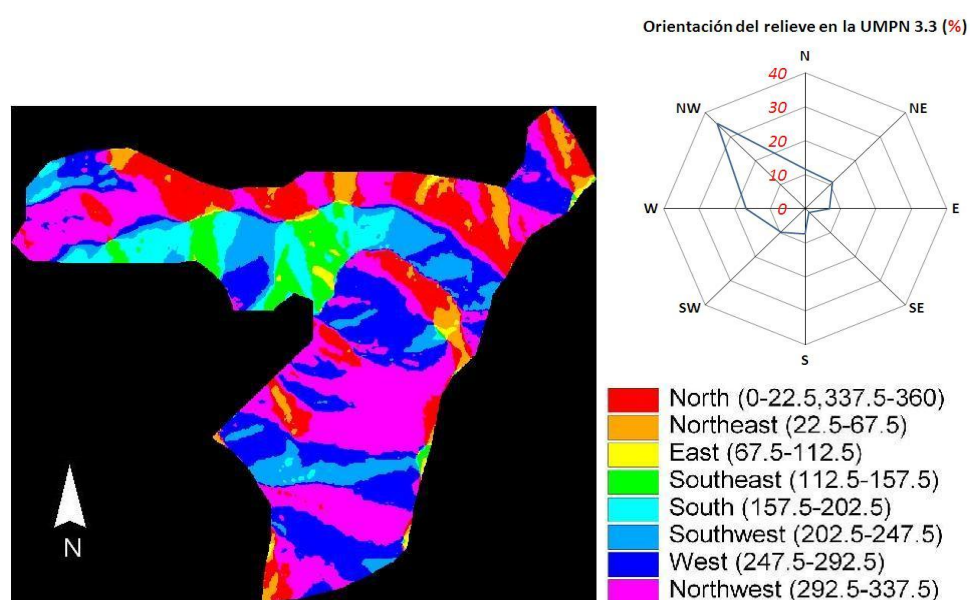 Orientación del relieve en la UMPN 3.3 (%)
N
40
NW
30
NE
20
10
W
0
E
SW
SE
S
North (0-22.5,337.5-360)
Northeast (22.5-67.5)
East (67.5-112.5)
Southeast (112.5-157.5)
South (157.5-202.5)
Southwest (202.5-247.5)
West (247.5-292.5)
Northwest (292.5-337.5)
N